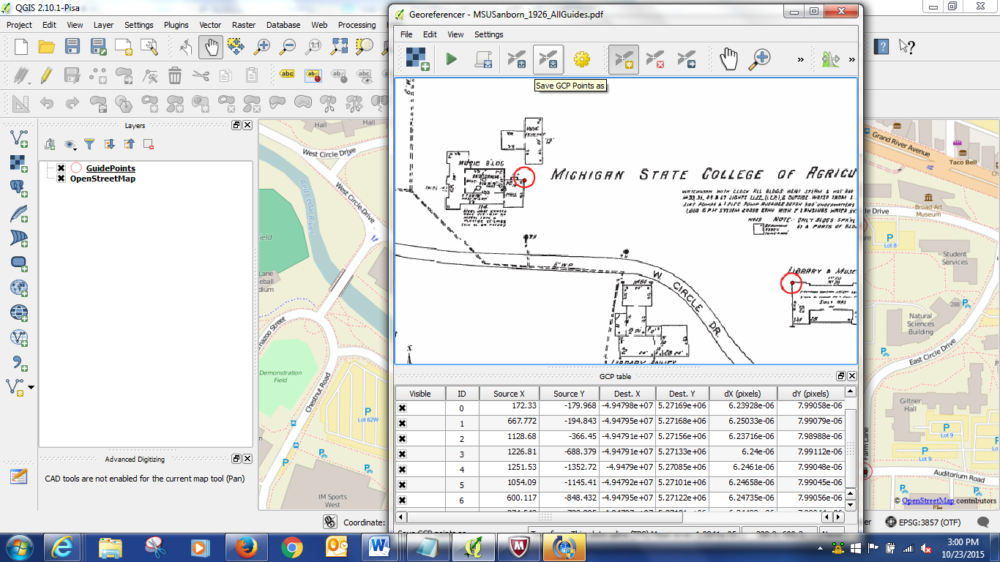 QGIS 2.10.1-Pisa
Project Edit View Layer Settings Plugins Vector Raster Database Web Processing
Georeferencer - MSUSanborn_1926_AllGuides.pdf
File Edit View Settings
Save GCP Points as
Layers
GuidePoints
OpenStreetMap
Advanced Digitizing
CAD tools are not enabled for the current map tool (Pan)
Hall
Hall
West Circle Drive
West Circle Drive
Red Cedar River
Field
Lane
Demonstration
Field
Chestnut Road
P
Lot 62W
P
IM Sports
West
MUSIC BLDG
HALL
MICHIGAN STATE COLLEGE OF AGRICU
NOTE: ONLY BLDGS
W. CIRCLE DR.
LIBRARY & MUSE
Grand River Avenue
Taco Bell
Broad Art
Museum
cle Drive
P
Lot 8
Student
Services
288
Natural
Sciences
Building
East Circle Drive
Giltner
Hall
P
Lot 9
P
Lot 9
Farm Lane
Auditorium Road
© OpenStreetMap contributors
GCP table
Visible ID Source X Source Y Dest. X Dest. Y dX (pixels) dY (pixels)
0 172.33 -179.968 -4.94798e+07 5.27169e+06 6.23928e-06 7.99058e-06
1 667.772 -194.843 -4.94795e+07 5.27168e+06 6.25033e-06 7.99079e-06
2 1128.68 -366.45 -4.94791e+07 5.27156e+06 6.23716e-06 7.98988e-06
3 1226.81 -688.379 -4.94791e+07 5.27133e+06 6.24e-06 7.99112e-06
4 1251.53 -1352.72 -4.9479e+07 5.27085e+06 6.2461e-06 7.99048e-06
5 1054.09 -1145.41 -4.94792e+07 5.27101e+06 6.24658e-06 7.99045e-06
6 600.117 -848.432 -4.94795e+07 5.27122e+06 6.24735e-06 7.99056e-06
Coordinate:
EPSG:3857 (OTF)
3:00 PM
10/23/2015